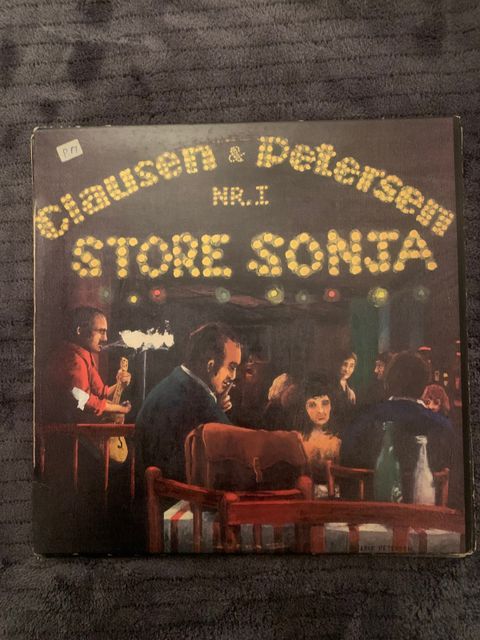 Clausen & Petersen
NR.I
STORE SONJA